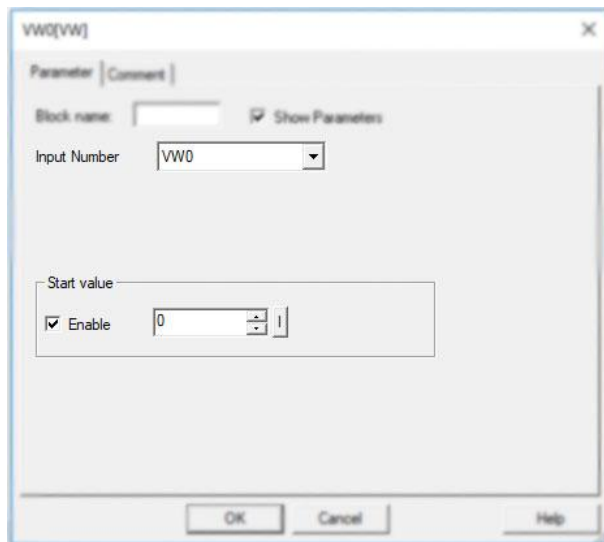 VW0[VW]
Parameter
Comment
Block name:
Show Parameters
Input Number
VW0
Start value
Enable
0
I
OK
Cancel
Help